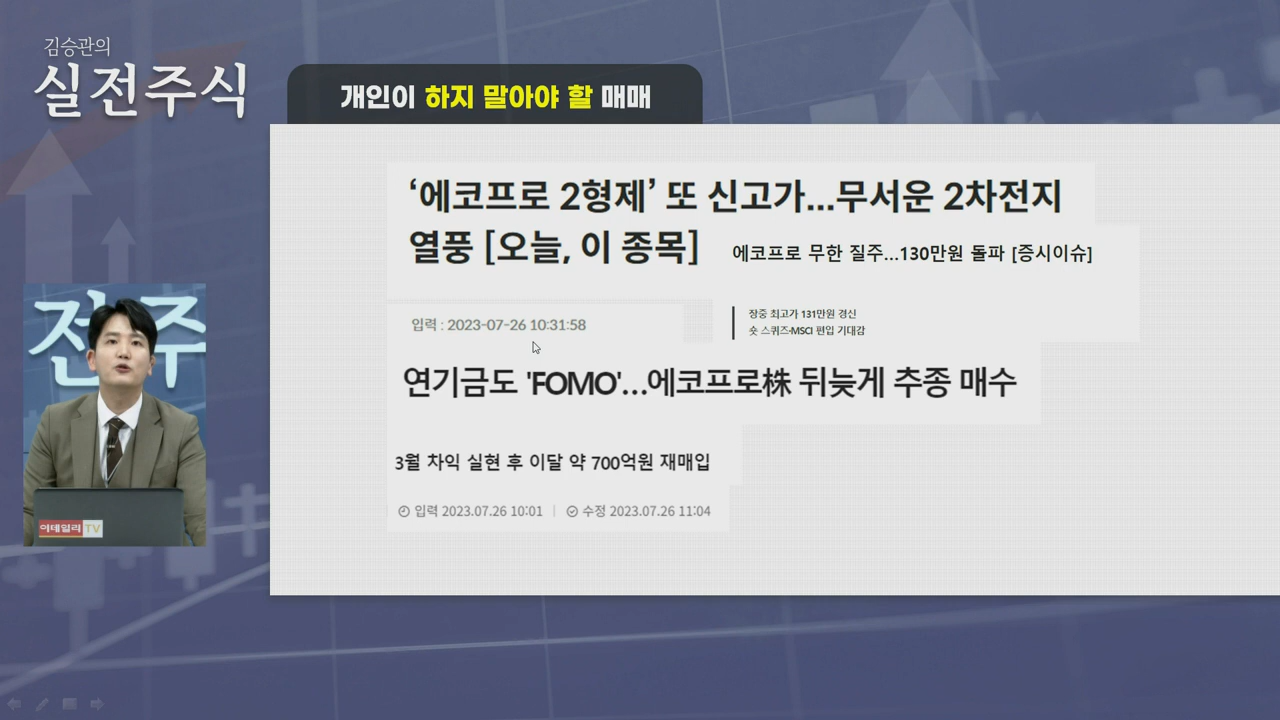 김승관의
실전주식
개인이 하지 말아야 할 매매
‘에코프로 2형제’ 또 신고가...무서운 2차전지
열풍 [오늘, 이 종목]
에코프로 무한 질주...130만원 돌파 [증시이슈]
입력 : 2023-07-26 10:31:58
장중 최고가 131만원 경신
숏 스퀴즈·MSCI 편입 기대감
연기금도 'FOMO'...에코프로株 뒤늦게 추종 매수
3월 차익 실현 후 이달 약 700억원 재매입
입력 2023.07.26 10:01 | 수정 2023.07.26 11:04
전주
이데일리 TV